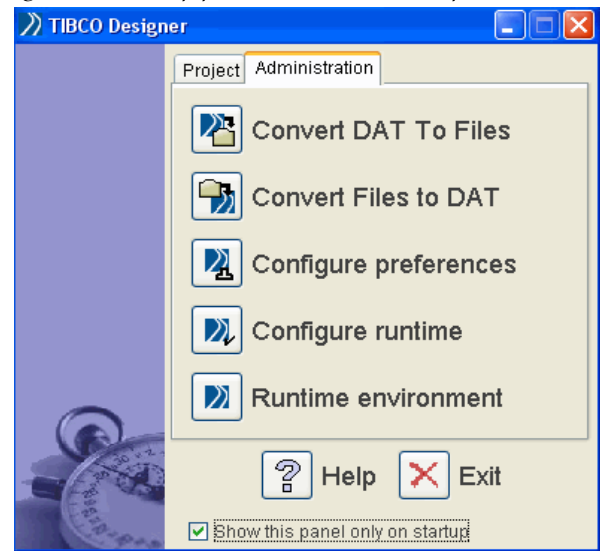 TIBCO Designer
Project Administration
Convert DAT To Files
Convert Files to DAT
Configure preferences
Configure runtime
Runtime environment
Help Exit
Show this panel only on startup